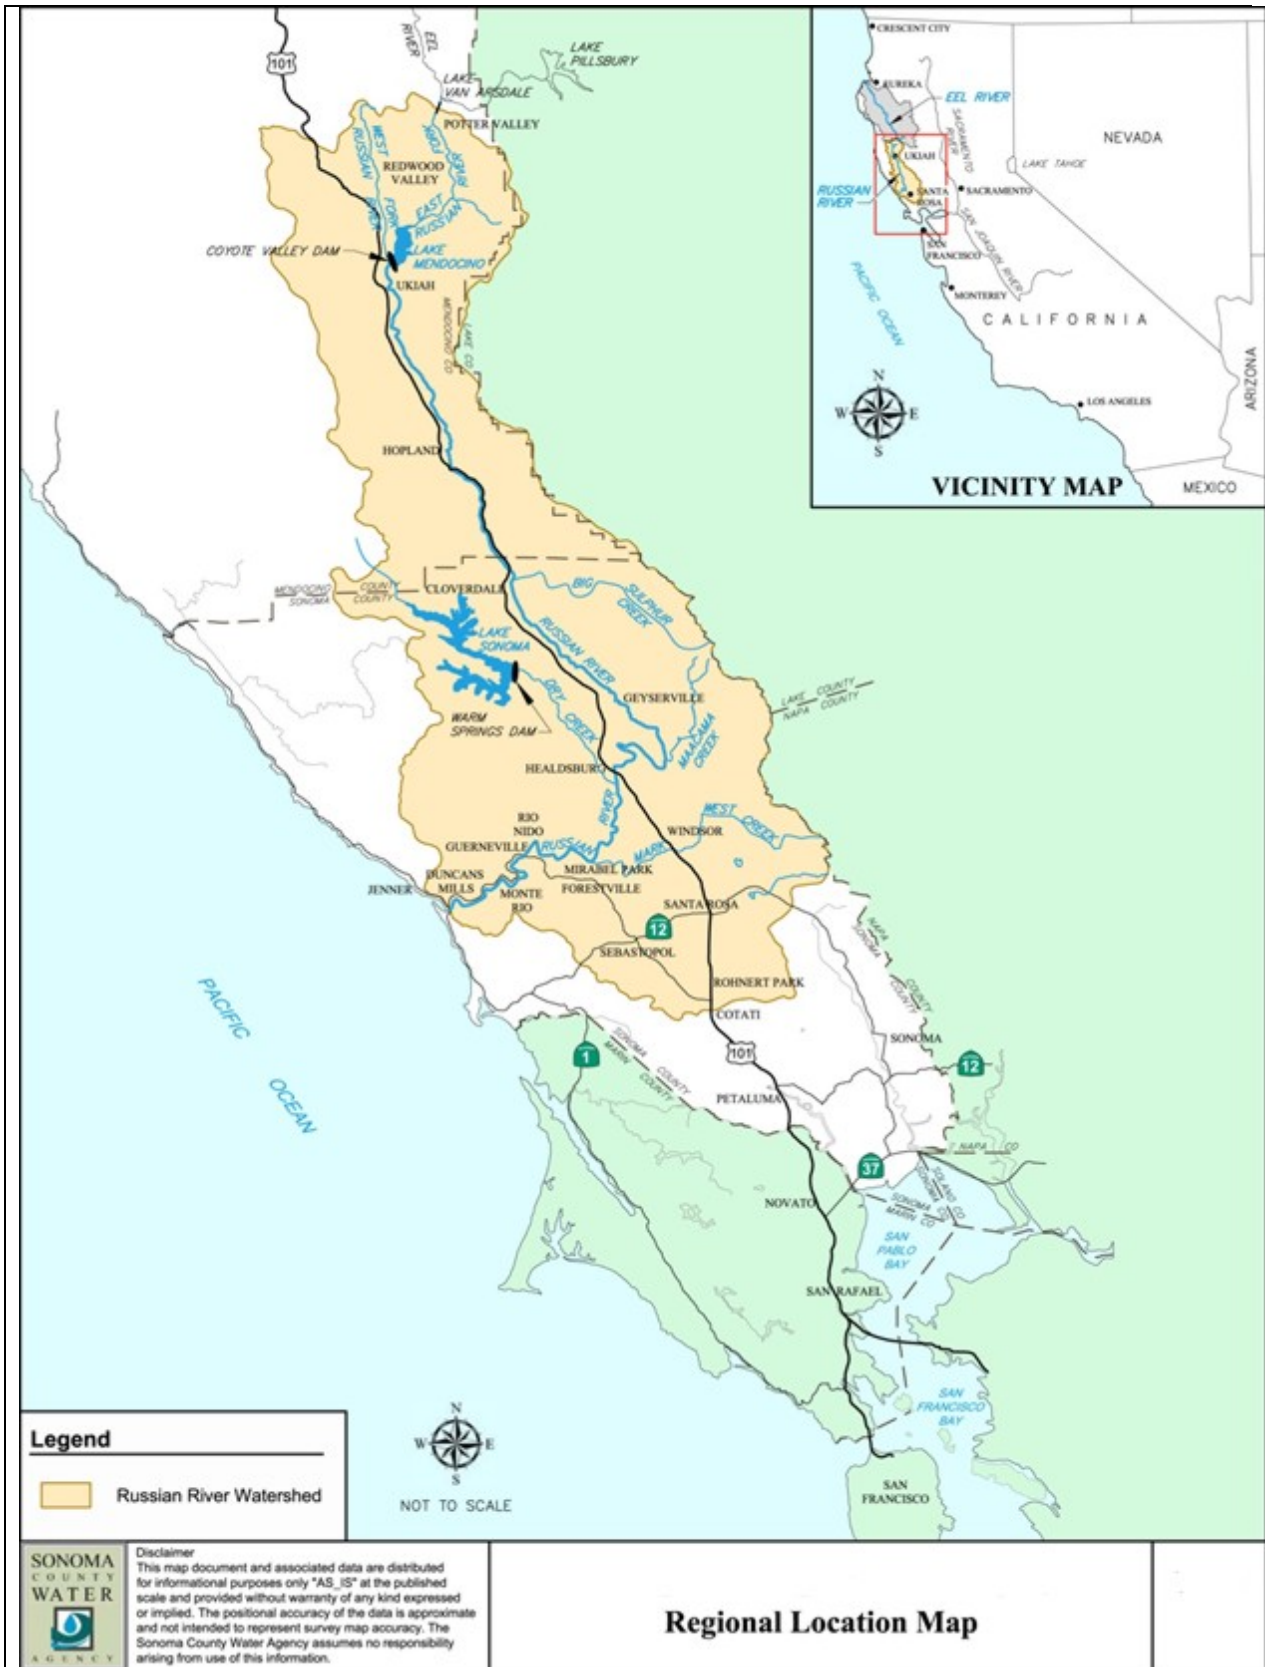 101
EEL
RIVER
LAKE
PILLSBURY
LAKE
VAN ARSDALE
POTTER VALLEY
WEST
RUSSIAN
FORK
RIVER
REDWOOD
VALLEY
FORK
RIVER
EAST
RUSSIAN
COYOTE VALLEY DAM
LAKE
MENDOCINO
UKIAH
MENDOCINO CO
LAKE CO
HOPLAND
MENDOCINO COUNTY
SONOMA COUNTY
CLOVERDALE
BIG
SULPHUR
CREEK
LAKE
SONOMA
RUSSIAN RIVER
DRY
CREEK
GEYSERVILLE
LAKE COUNTY
NAPA COUNTY
WARM
SPRINGS DAM
MAACAMA
CREEK
HEALDSBURG
RIVER
WEST
CREEK
RIO
NIDO
WINDSOR
GUERNEVILLE
RUSSIAN
MARK
DUNCANS
MILLS
MIRABEL PARK
JENNER
MONTE
RIO
FORESTVILLE
SANTA ROSA
12
SEBASTOPOL
NAPA COUNTY
SONOMA COUNTY
ROHNERT PARK
COTATI
PACIFIC
OCEAN
1
SONOMA COUNTY
MARIN COUNTY
101
SONOMA
12
PETALUMA
NAPA CO
37
SOLANO CO
SONOMA CO
SONOMA CO
MARIN CO
NOVATO
SAN
PABLO
BAY
SAN RAFAEL
SAN
FRANCISCO
BAY
SAN
FRANCISCO
CRESCENT CITY
EUREKA
EEL RIVER
SACRAMENTO
RIVER
NEVADA
UKIAH
LAKE TAHOE
RUSSIAN
RIVER
SANTA
ROSA
SACRAMENTO
SAN JOAQUIN RIVER
SAN
FRANCISCO
PACIFIC OCEAN
MONTEREY
CALIFORNIA
N
W E
S
LOS ANGELES
ARIZONA
VICINITY MAP
MEXICO
Legend
Russian River Watershed
N
W E
S
NOT TO SCALE
SONOMA
COUNTY
WATER
AGENCY
Disclaimer
This map document and associated data are distributed
for informational purposes only "AS_IS" at the published
scale and provided without warranty of any kind expressed
or implied. The positional accuracy of the data is approximate
and not intended to represent survey map accuracy. The
Sonoma County Water Agency assumes no responsibility
arising from use of this information.
Regional Location Map